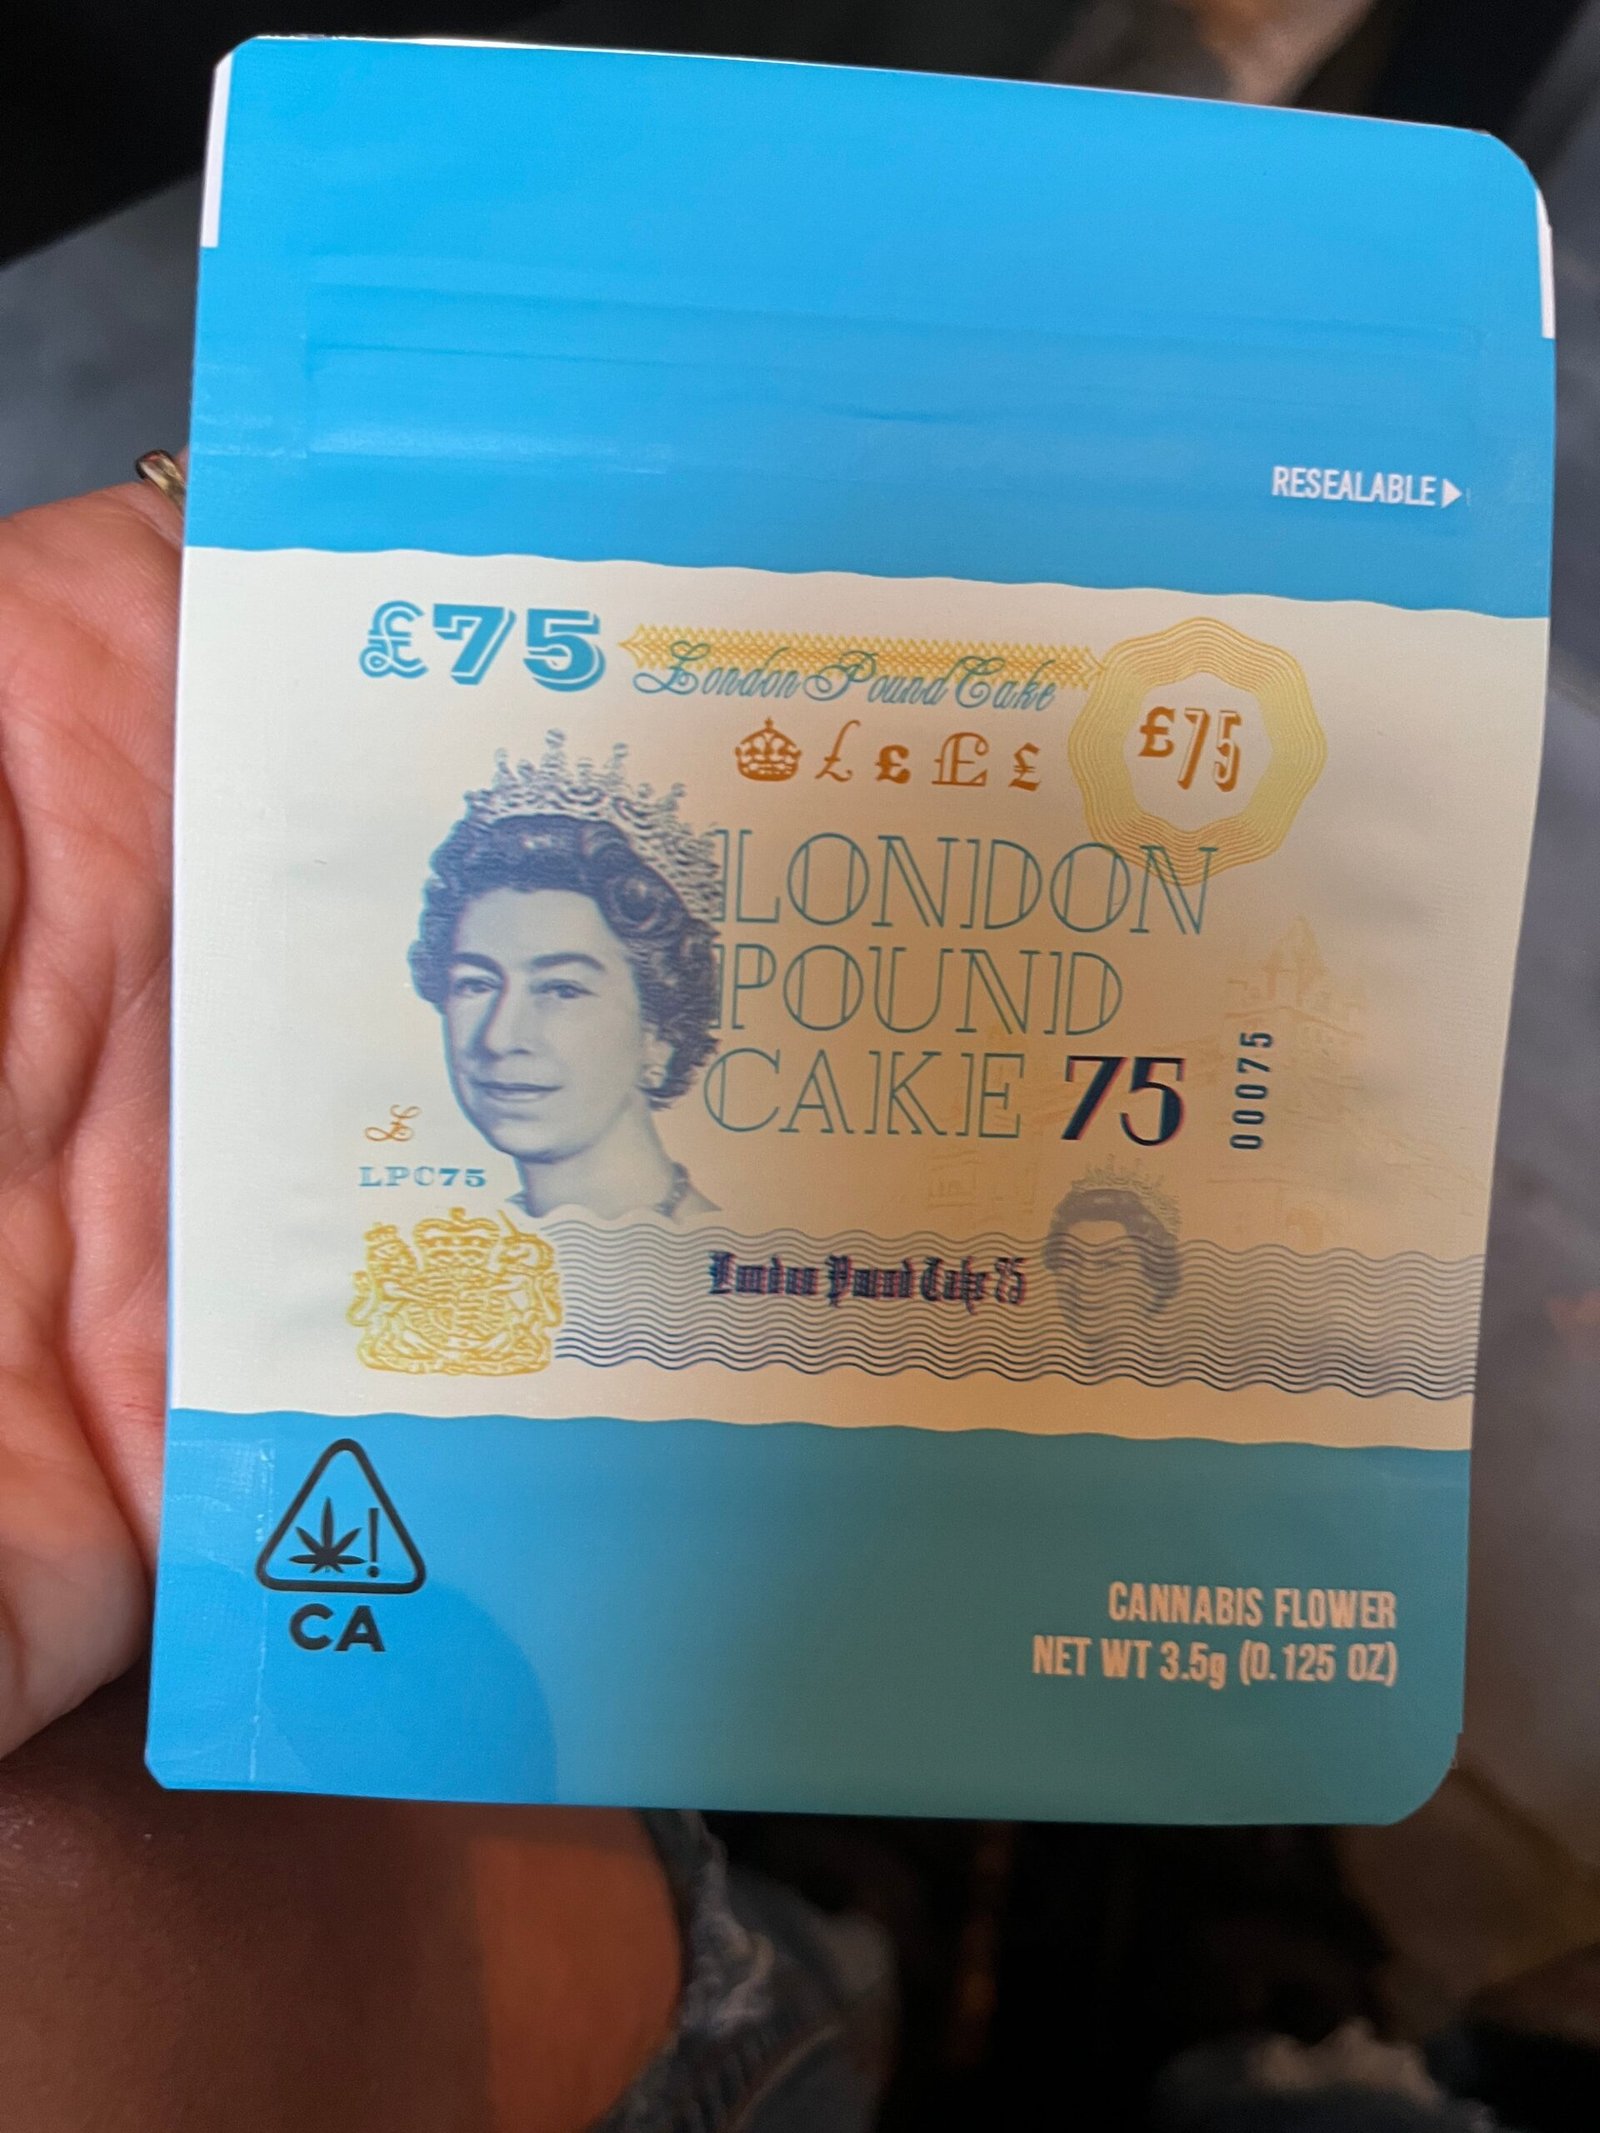 RESEALABLE
£75
London Pound Cake
£ £ £ £
£75
LONDON
POUND
CAKE 75
00075
£
LPC75
London Pound Cake 75
CA
CANNABIS FLOWER
NET WT 3.5g (0.125 OZ)